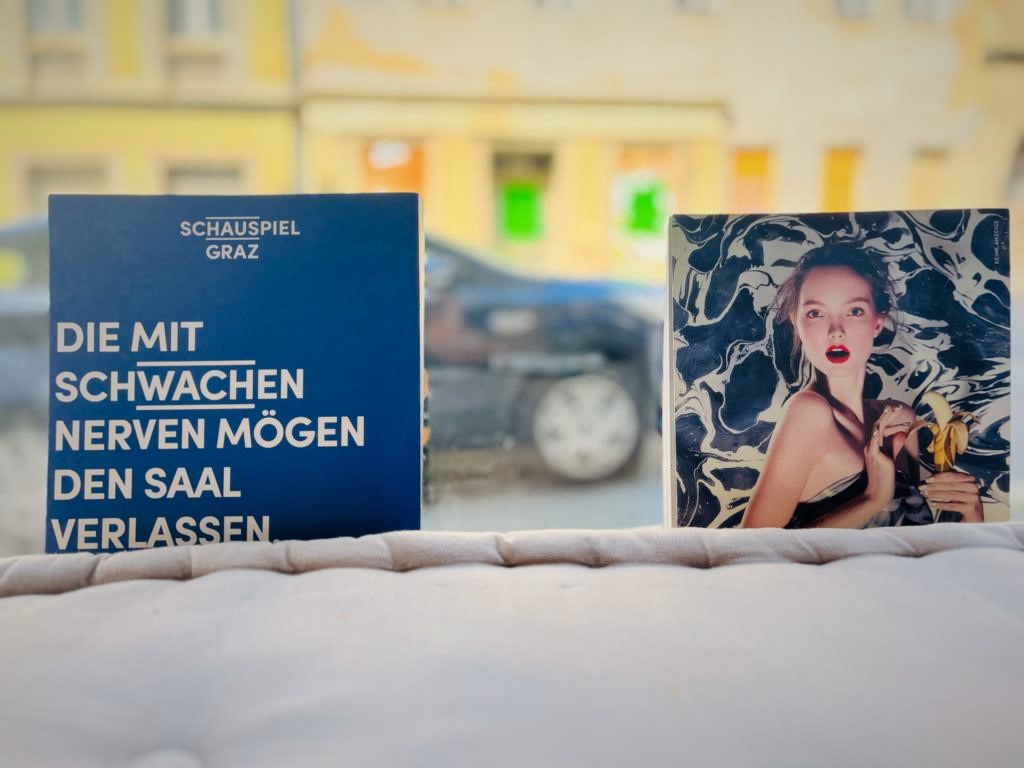 SCHAUSPIEL
GRAZ
DIE MIT
SCHWACHEN
NERVEN MÖGEN
DEN SAAL
VERLASSEN.